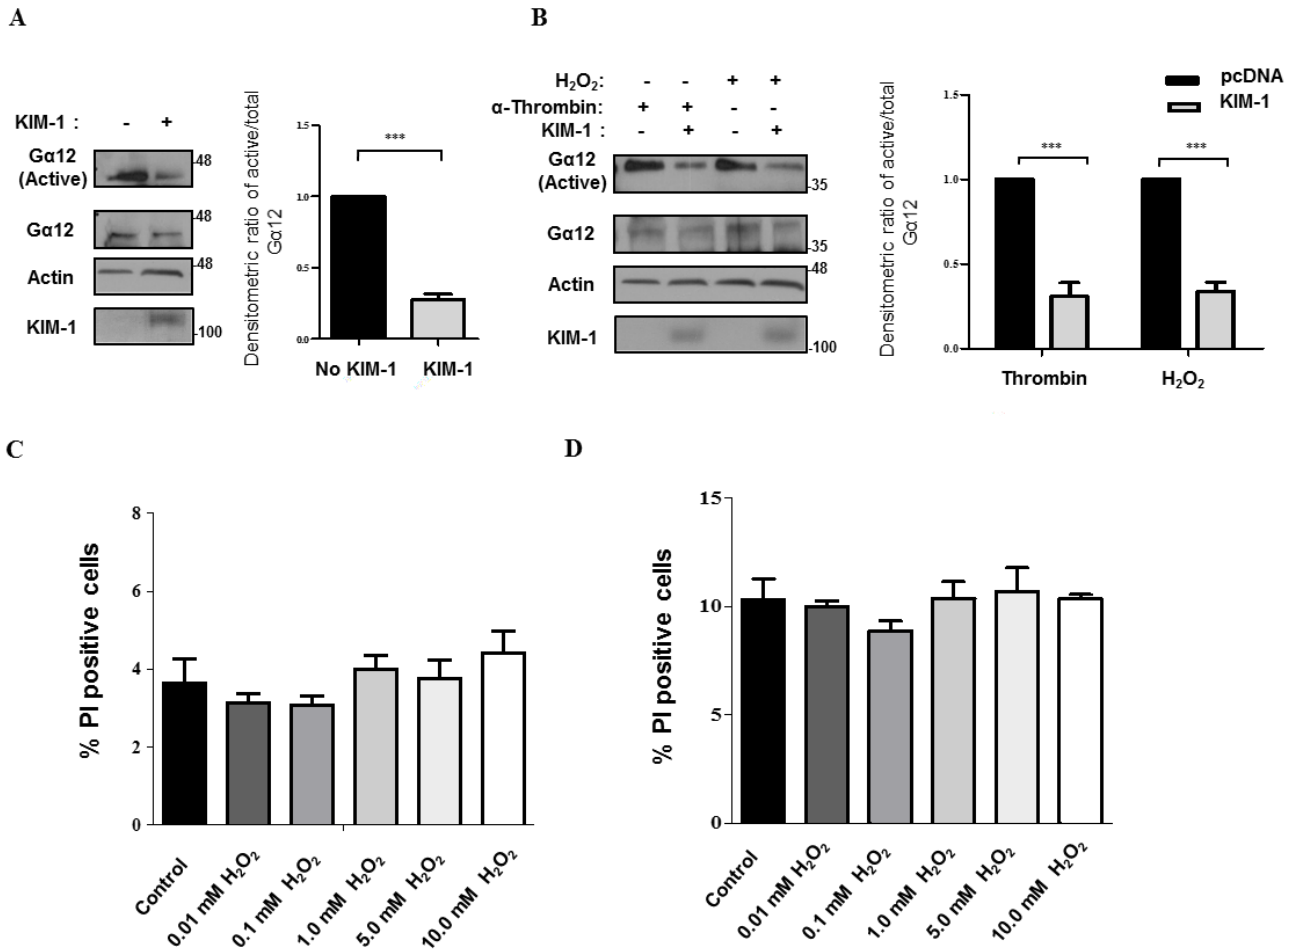 A
KIM-1 : - +
Gα12
(Active)
-48
Gα12
-48
Actin
-48
KIM-1
-100
Densitometric ratio of active/total
Gα12
1.5
1.0
0.5
0.0
***
No KIM-1 KIM-1
B
H₂O₂: - - + +
α-Thrombin: + + - -
KIM-1 : - + - +
Gα12
(Active)
-35
Gα12
-35
Actin
-48
KIM-1
-100
Densitometric ratio of active/total
Gα12
1.5
1.0
0.5
0.0
*** ***
pcDNA
KIM-1
Thrombin H₂O₂
C
% PI positive cells
8
6
4
2
0
Control
0.01 mM H₂O₂
0.1 mM H₂O₂
1.0 mM H₂O₂
5.0 mM H₂O₂
10.0 mM H₂O₂
D
% PI positive cells
15
10
5
0
Control
0.01 mM H₂O₂
0.1 mM H₂O₂
1.0 mM H₂O₂
5.0 mM H₂O₂
10.0 mM H₂O₂